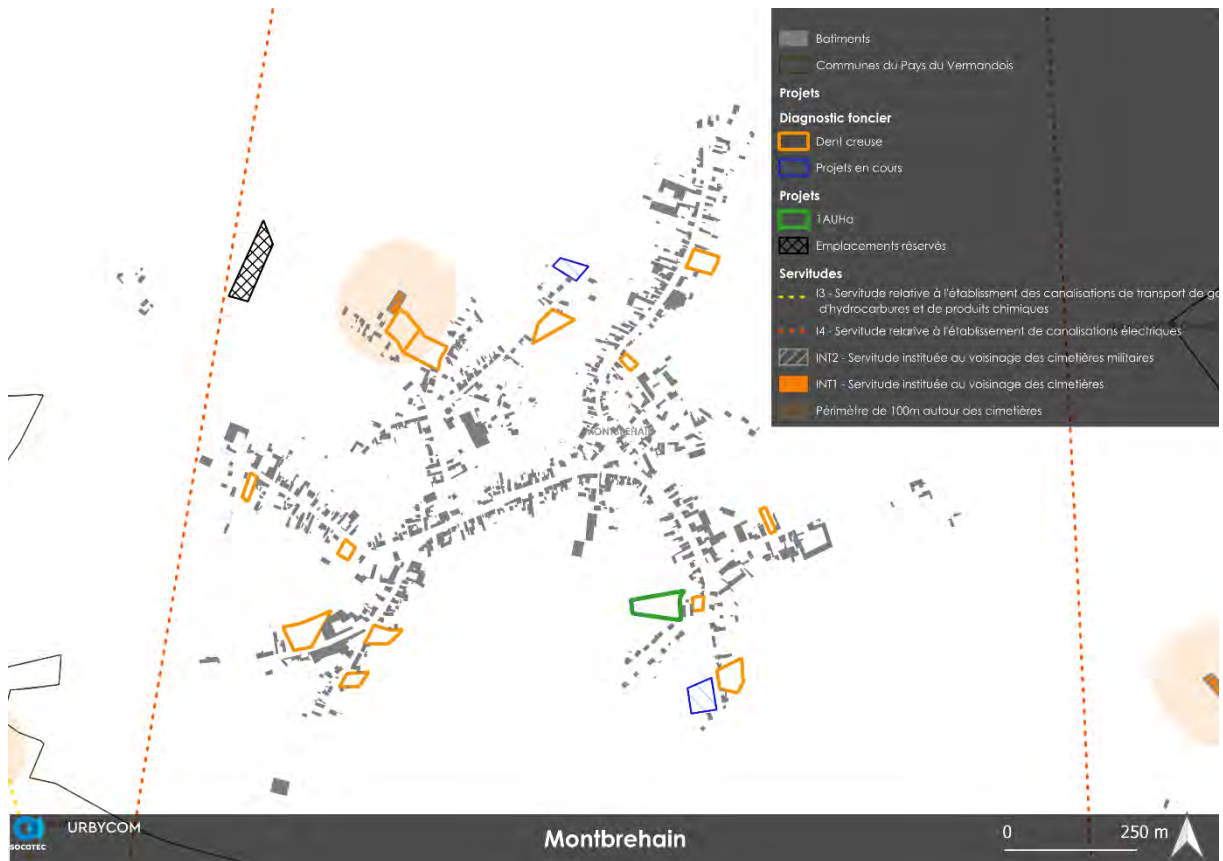 Batiments
Communes du Pays du Vermandois
Projets
Diagnostic foncier
Dent creuse
Projets en cours
Projets
1AUHa
Emplacements réservés
Servitudes
I3 - Servitude relative à l'établissment des canalisations de transport de ga
d'hydrocarbures et de produits chimiques
I4 - Servitude relative à l'établissement de canalisations électriques
INT2 - Servitude instituée au voisinage des cimetières militaires
INT1 - Servitude instituée au voisinage des cimetières
Périmètre de 100m autour des cimetières
MONTBREHAIN
SOCOTEC
URBYCOM
Montbrehain
0 250 m